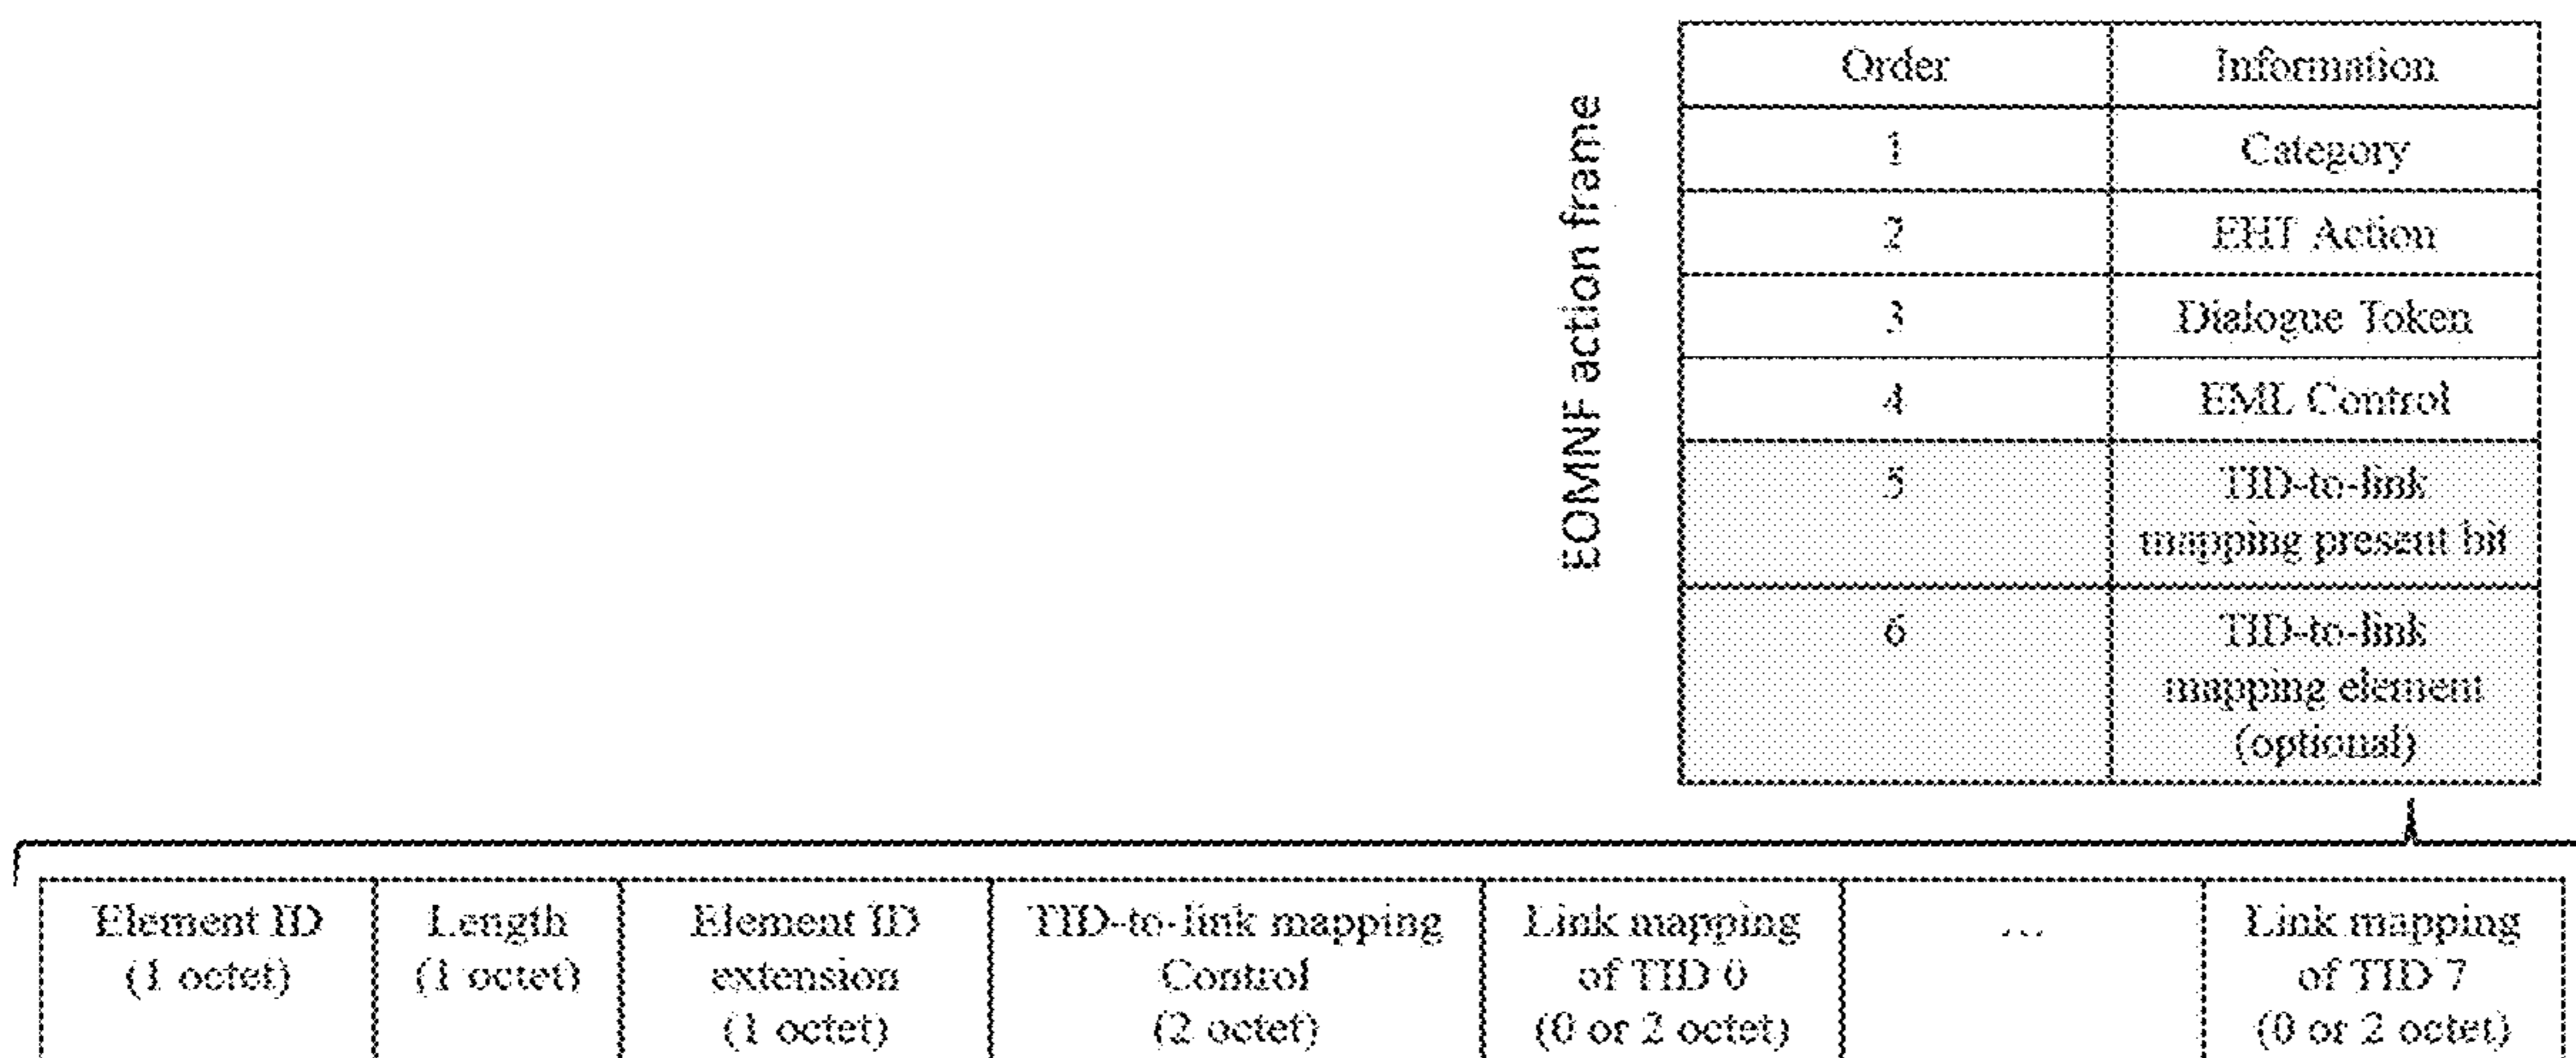 EOMNF action frame
Order Information
1 Category
2 EHT Action
3 Dialogue Token
4 EML Control
5 TID-to-link
mapping present bit
6 TID-to-link
mapping element
(optional)
Element ID
(1 octet)
Length
(1 octet)
Element ID
extension
(1 octet)
TID-to-link mapping
Control
(2 octet)
Link mapping
of TID 0
(0 or 2 octet)
...
Link mapping
of TID 7
(0 or 2 octet)